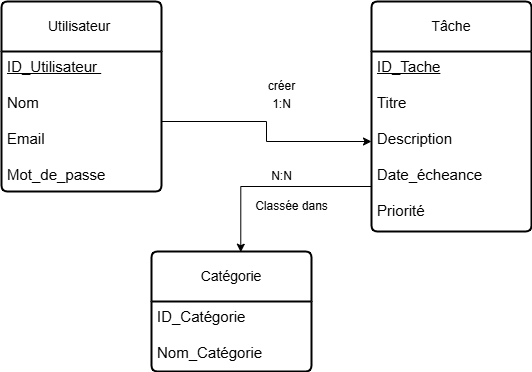 Utilisateur
ID_Utilisateur
Nom
Email
Mot_de_passe
créer
1:N
Tâche
ID_Tache
Titre
Description
Date_écheance
Priorité
N:N
Classée dans
Catégorie
ID_Catégorie
Nom_Catégorie